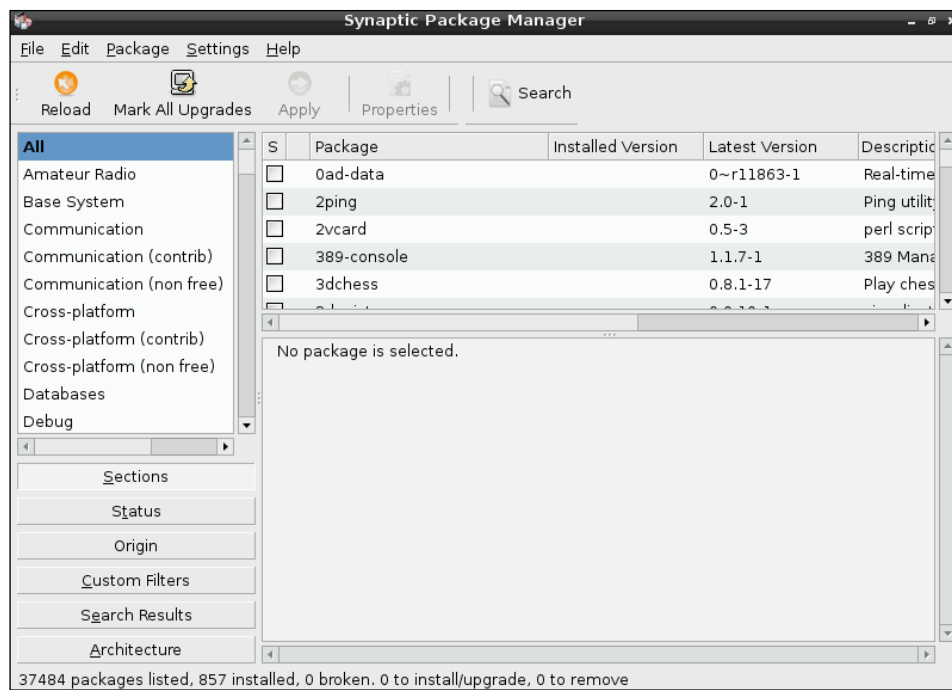 Synaptic Package Manager
File Edit Package Settings Help
Reload Mark All Upgrades Apply Properties Search
All
Amateur Radio
Base System
Communication
Communication (contrib)
Communication (non free)
Cross-platform
Cross-platform (contrib)
Cross-platform (non free)
Databases
Debug
S Package Installed Version Latest Version Descriptio
0ad-data 0~r11863-1 Real-time
2ping 2.0-1 Ping utilit
2vcard 0.5-3 perl scrip
389-console 1.1.7-1 389 Mana
3dchess 0.8.1-17 Play ches
No package is selected.
Sections
Status
Origin
Custom Filters
Search Results
Architecture
37484 packages listed, 857 installed, 0 broken. 0 to install/upgrade, 0 to remove